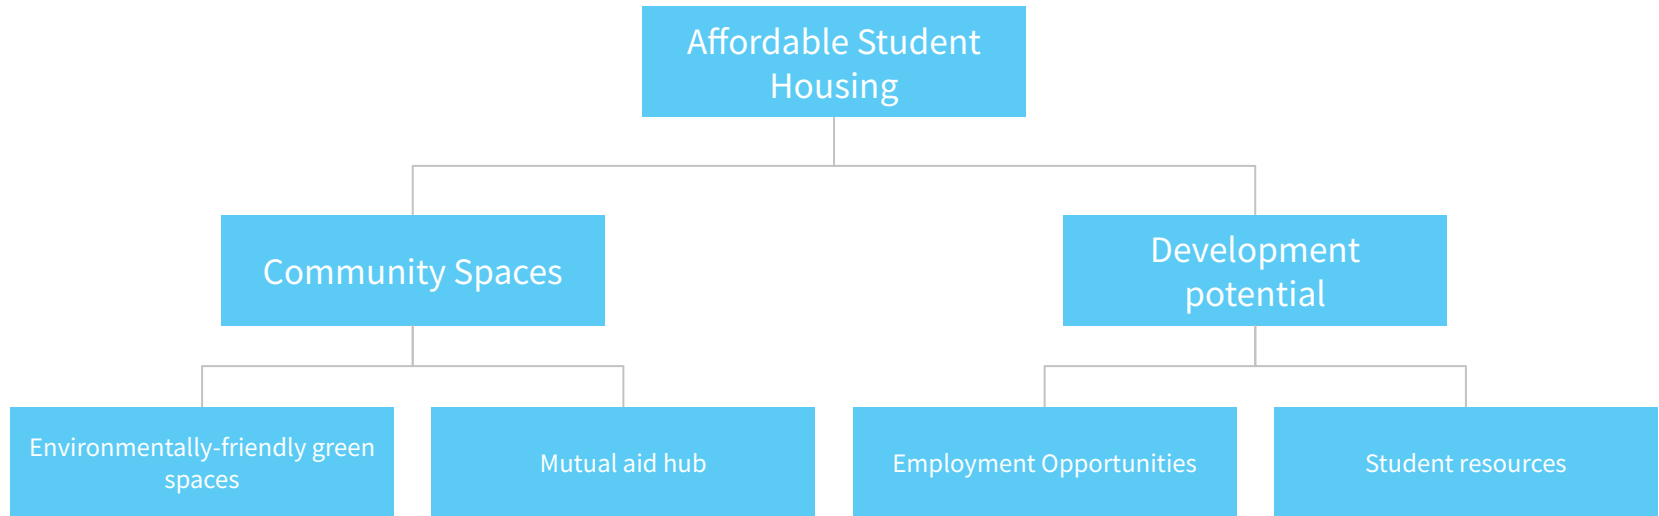 Affordable Student
Housing
Community Spaces
Development
potential
Environmentally-friendly green
spaces
Mutual aid hub
Employment Opportunities
Student resources